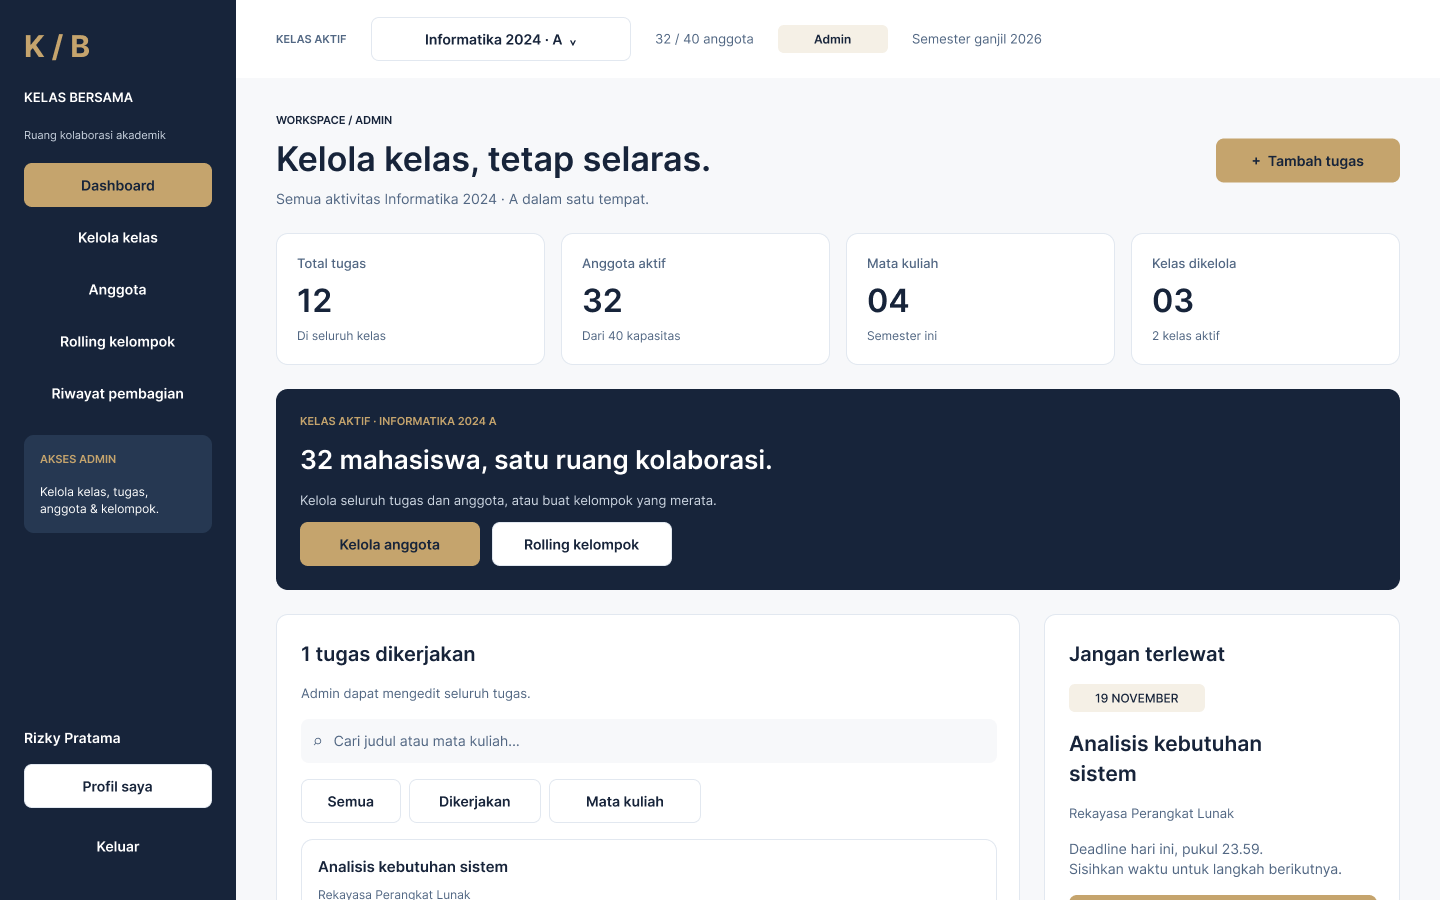 K / B
KELAS BERSAMA
Ruang kolaborasi akademik
Dashboard
Kelola kelas
Anggota
Rolling kelompok
Riwayat pembagian
AKSES ADMIN
Kelola kelas, tugas,
anggota & kelompok.
Rizky Pratama
Profil saya
Keluar
KELAS AKTIF
Informatika 2024 · A
32 / 40 anggota
Admin
Semester ganjil 2026
WORKSPACE / ADMIN
Kelola kelas, tetap selaras.
Semua aktivitas Informatika 2024 · A dalam satu tempat.
+ Tambah tugas
Total tugas
12
Di seluruh kelas
Anggota aktif
32
Dari 40 kapasitas
Mata kuliah
04
Semester ini
Kelas dikelola
03
2 kelas aktif
KELAS AKTIF · INFORMATIKA 2024 A
32 mahasiswa, satu ruang kolaborasi.
Kelola seluruh tugas dan anggota, atau buat kelompok yang merata.
Kelola anggota
Rolling kelompok
1 tugas dikerjakan
Admin dapat mengedit seluruh tugas.
Cari judul atau mata kuliah...
Semua
Dikerjakan
Mata kuliah
Analisis kebutuhan sistem
Rekayasa Perangkat Lunak
Jangan terlewat
19 NOVEMBER
Analisis kebutuhan
sistem
Rekayasa Perangkat Lunak
Deadline hari ini, pukul 23.59.
Sisihkan waktu untuk langkah berikutnya.